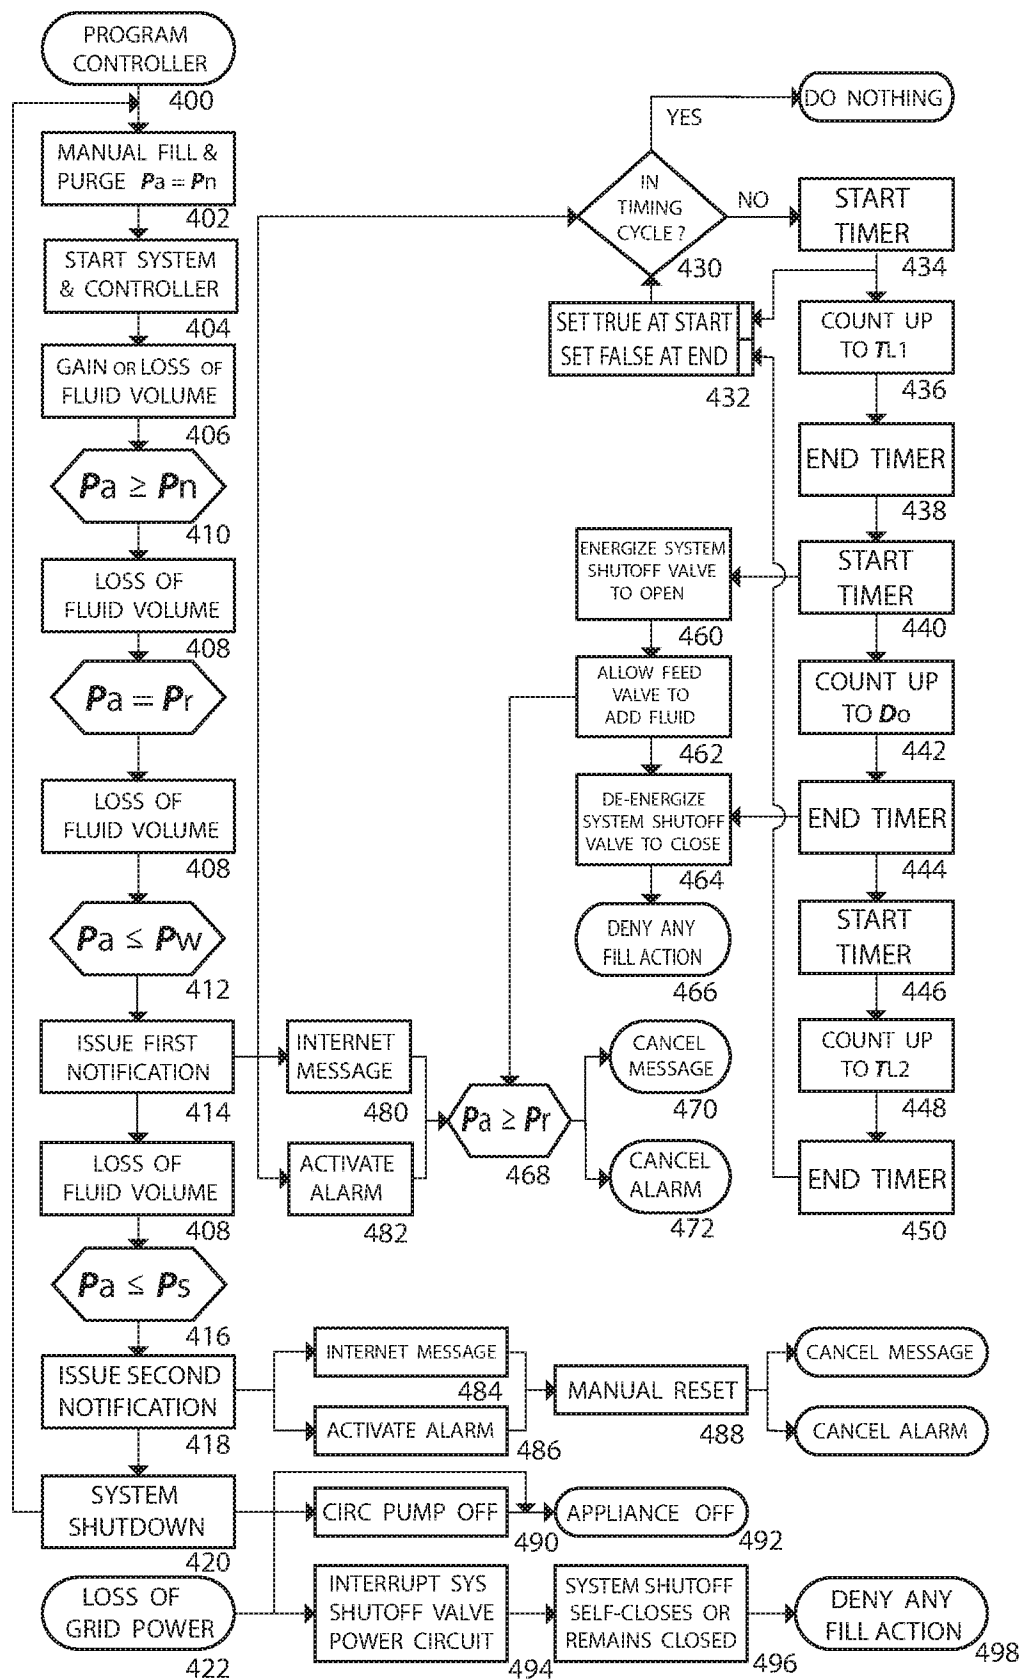 PROGRAM
CONTROLLER
400
MANUAL FILL &
PURGE Pa = Pn
402
START SYSTEM
& CONTROLLER
404
GAIN OR LOSS OF
FLUID VOLUME
406
Pa ≥ Pn
410
LOSS OF
FLUID VOLUME
408
Pa = Pr
LOSS OF
FLUID VOLUME
408
Pa ≤ Pw
412
ISSUE FIRST
NOTIFICATION
414
LOSS OF
FLUID VOLUME
408
Pa ≤ Ps
416
ISSUE SECOND
NOTIFICATION
418
SYSTEM
SHUTDOWN
420
LOSS OF
GRID POWER
422
DO NOTHING
YES
IN
TIMING
CYCLE ?
430
NO
START
TIMER
434
SET TRUE AT START
SET FALSE AT END
432
COUNT UP
TO TL1
436
END TIMER
438
START
TIMER
440
COUNT UP
TO Do
442
END TIMER
444
START
TIMER
446
COUNT UP
TO TL2
448
END TIMER
450
ENERGIZE SYSTEM
SHUTOFF VALVE
TO OPEN
460
ALLOW FEED
VALVE TO
ADD FLUID
462
DE-ENERGIZE
SYSTEM SHUTOFF
VALVE TO CLOSE
464
DENY ANY
FILL ACTION
466
INTERNET
MESSAGE
480
ACTIVATE
ALARM
482
Pa ≥ Pr
468
CANCEL
MESSAGE
470
CANCEL
ALARM
472
INTERNET MESSAGE
484
ACTIVATE ALARM
486
MANUAL RESET
488
CANCEL MESSAGE
CANCEL ALARM
CIRC PUMP OFF
490
APPLIANCE OFF
492
INTERRUPT SYS
SHUTOFF VALVE
POWER CIRCUIT
494
SYSTEM SHUTOFF
SELF-CLOSES OR
REMAINS CLOSED
496
DENY ANY
FILL ACTION
498